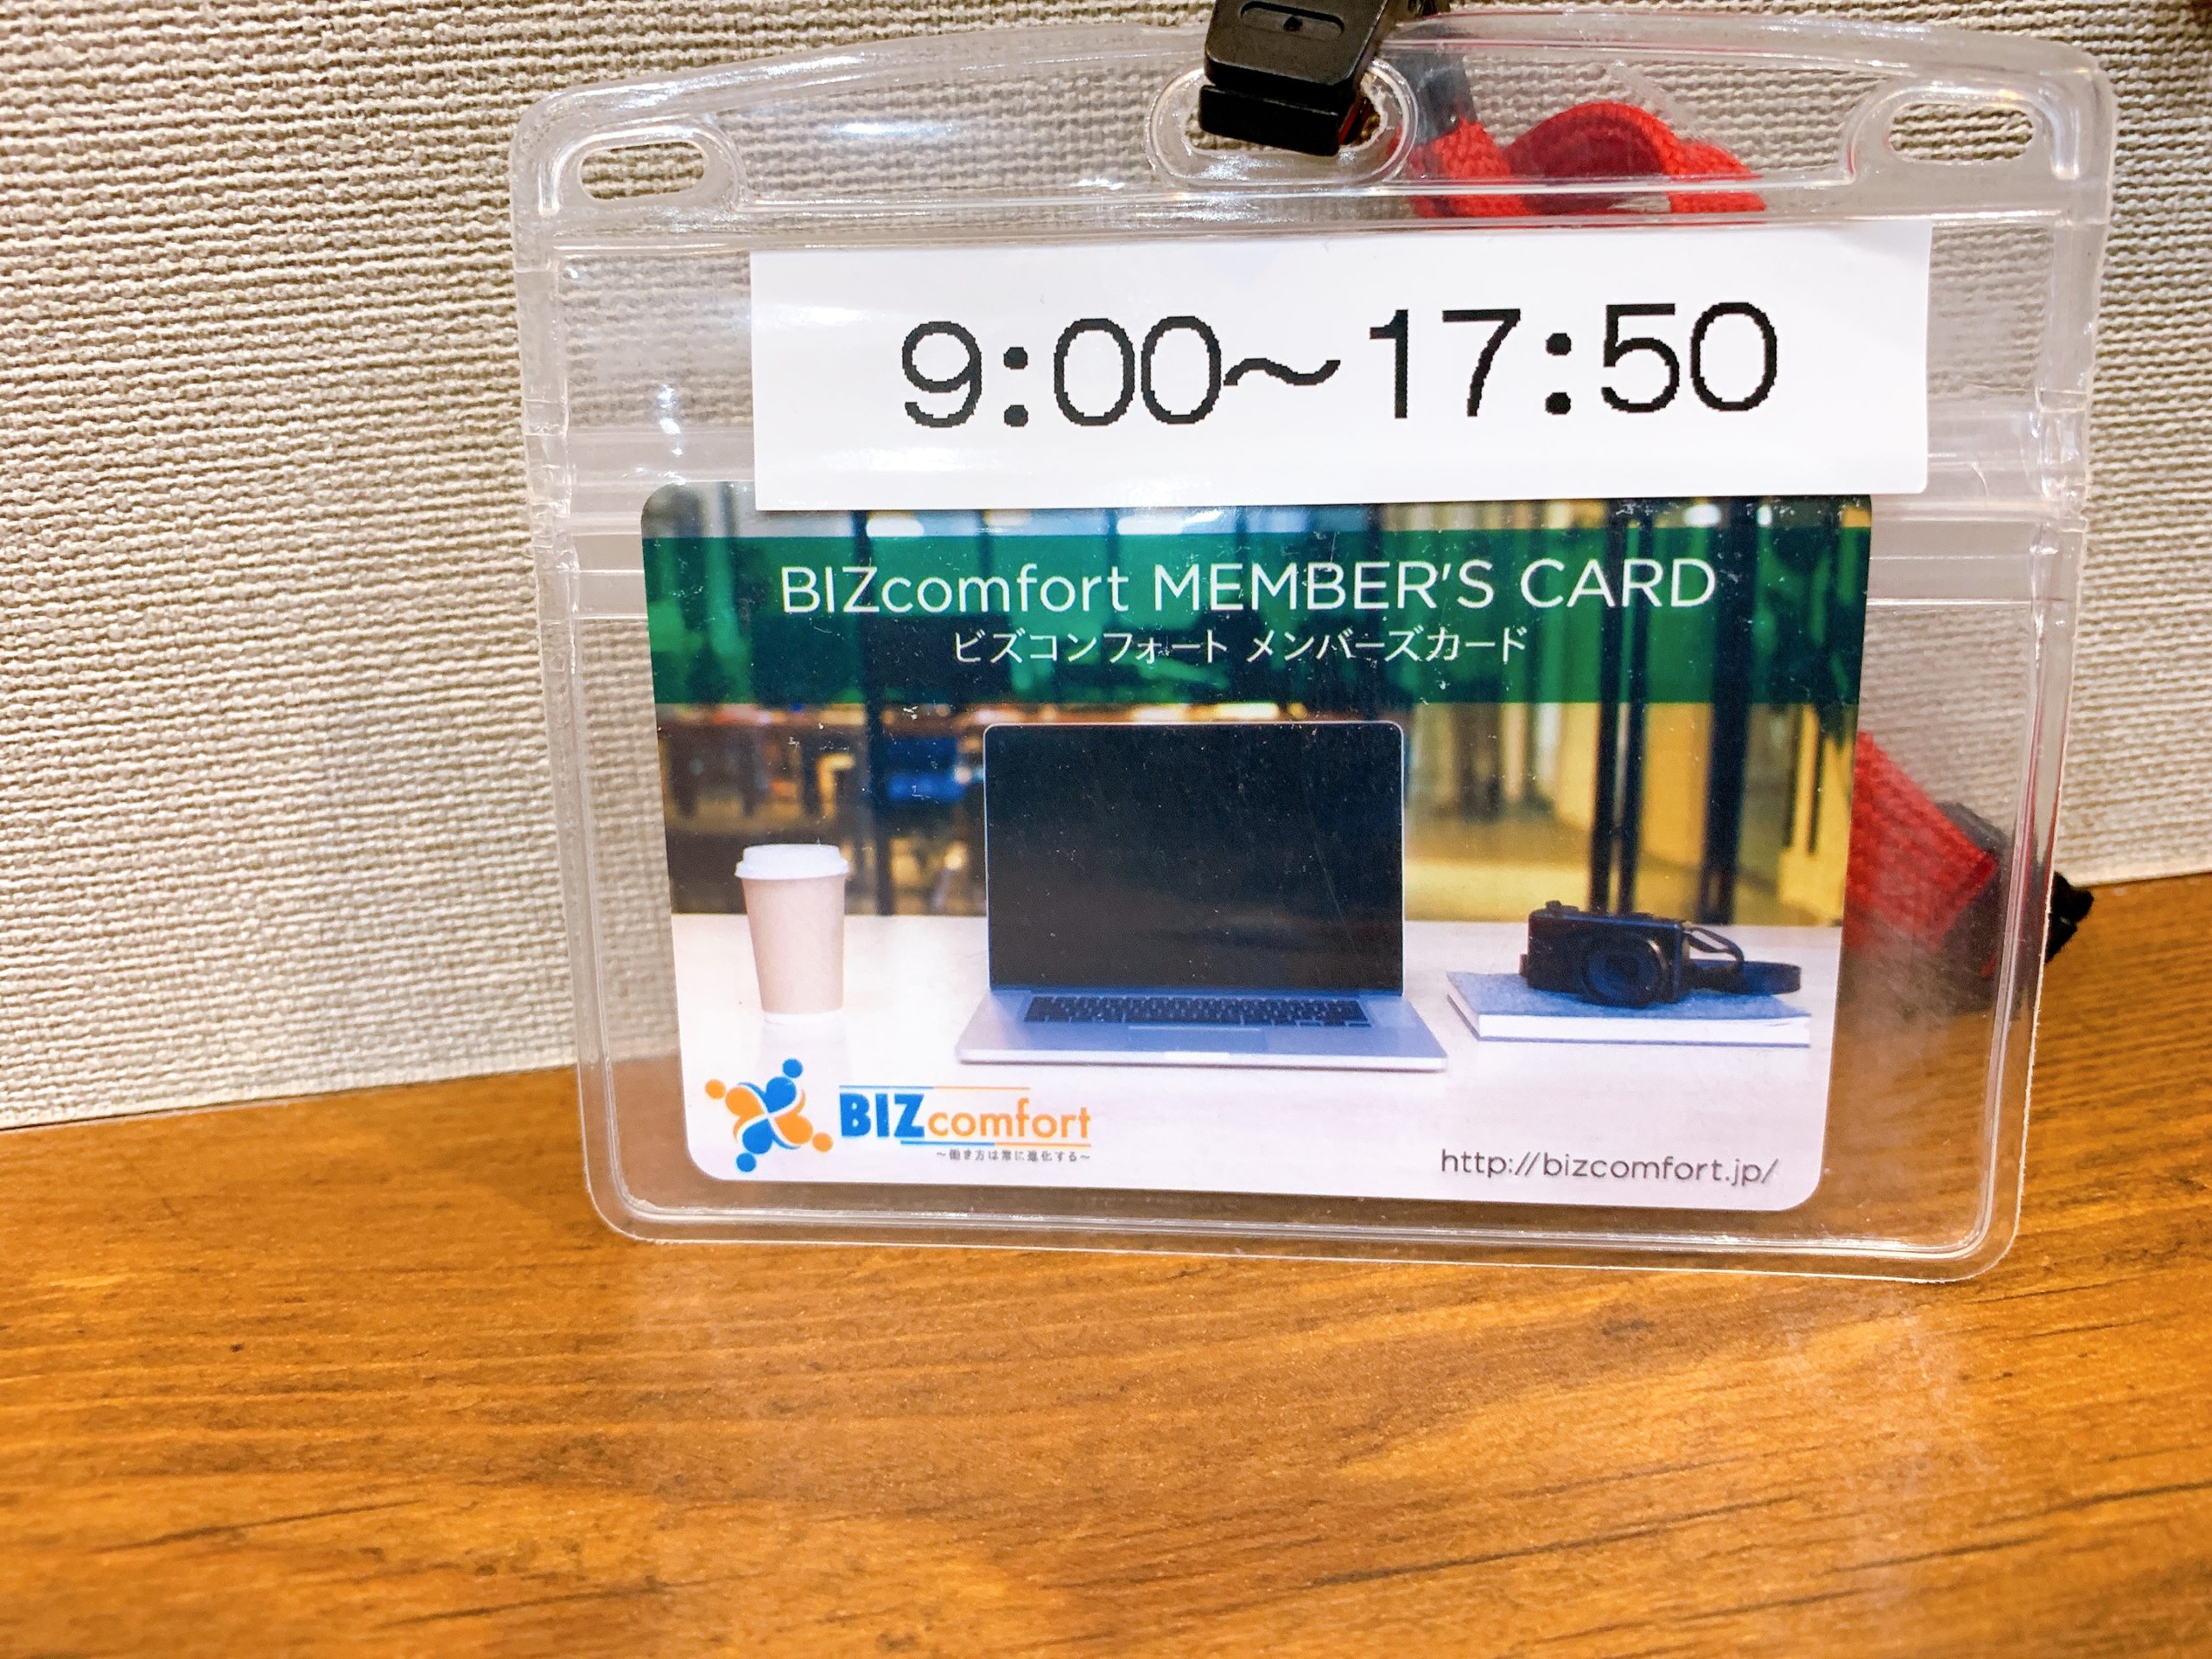 9:00～17:50
BIZcomfort MEMBER'S CARD
ビズコンフォート メンバーズカード
BIZcomfort
～働き方は常に進化する～
http://bizcomfort.jp/